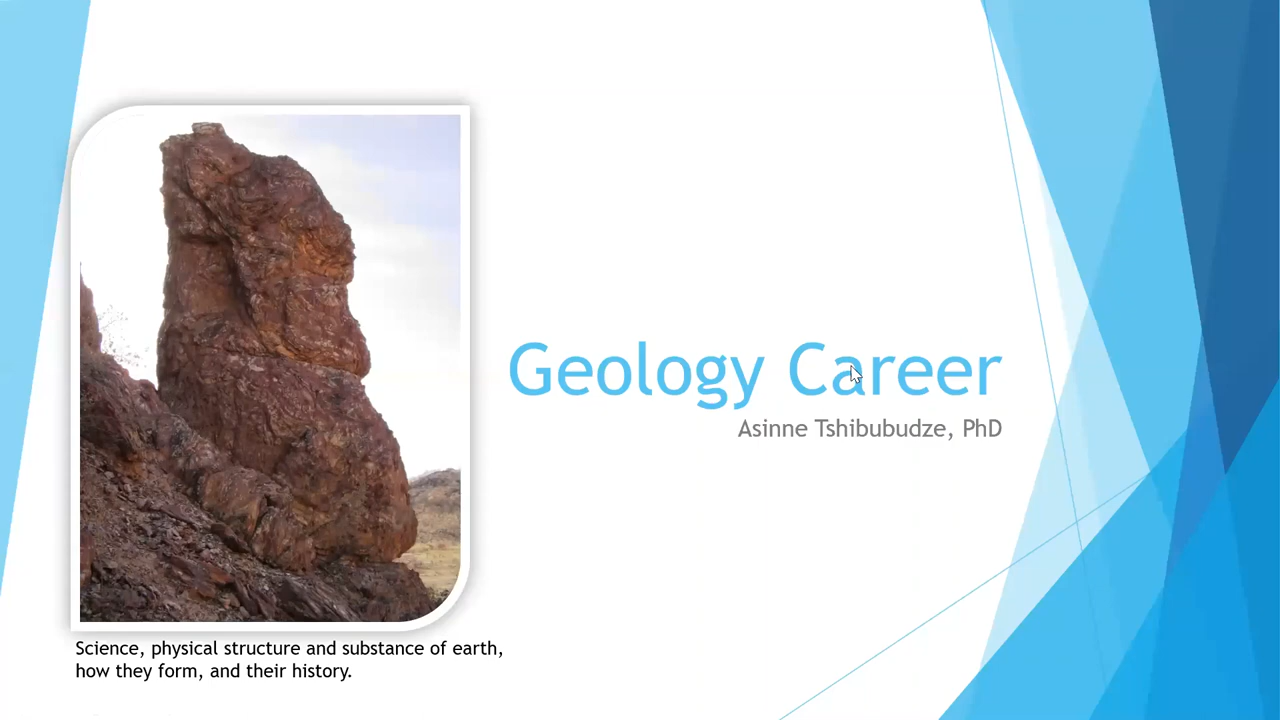 Geology Career
Asinne Tshibubudze, PhD
Science, physical structure and substance of earth,
how they form, and their history.